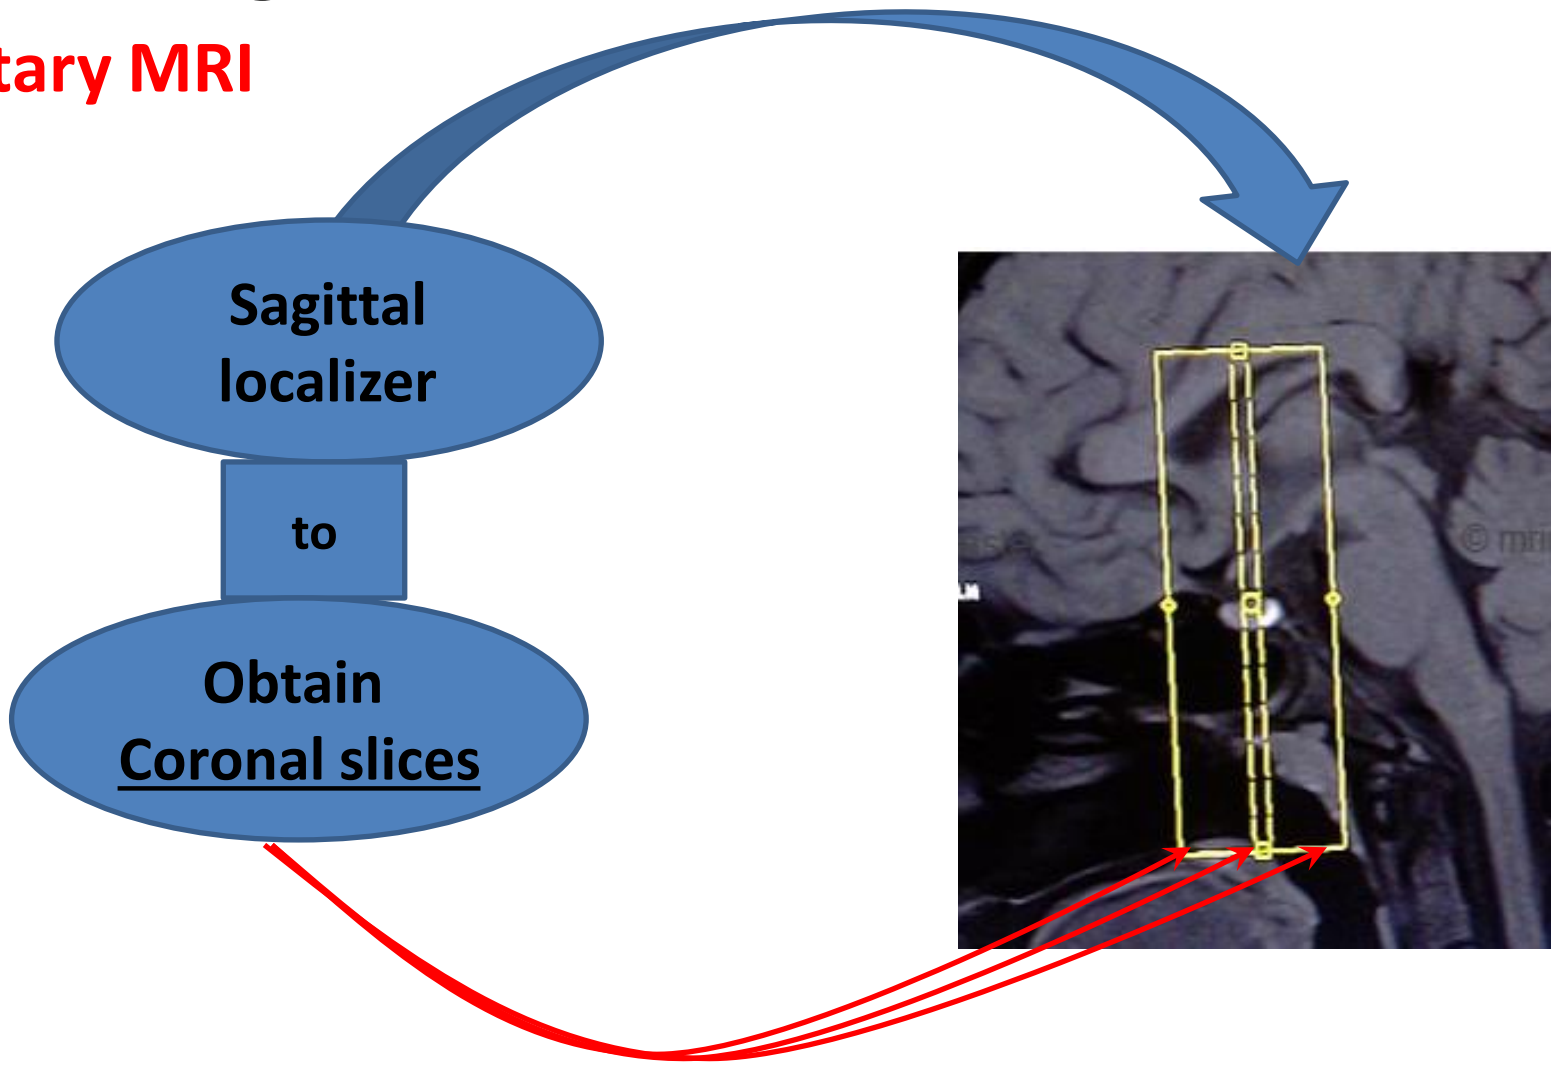 tary MRI
Sagittal
localizer
to
Obtain
Coronal slices